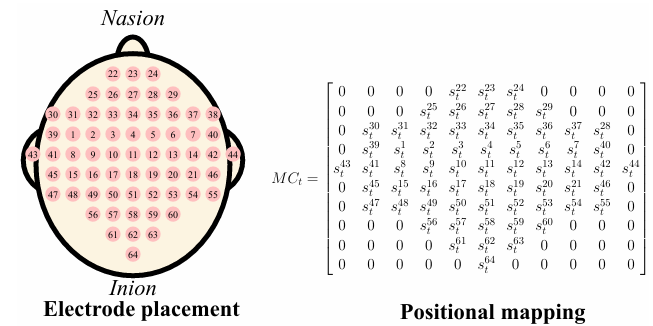 Nasion
22 23 24
25 26 27 28 29
30 31 32 33 34 35 36 37 38
39 1 2 3 4 5 6 7 40
43 41 8 9 10 11 12 13 14 42 44
45 15 16 17 18 19 20 21 46
47 48 49 50 51 52 53 54 55
56 57 58 59 60
61 62 63
64
Inion
Electrode placement
MC_t =
0 0 0 0 s_t^22 s_t^23 s_t^24 0 0 0 0
0 0 0 s_t^25 s_t^26 s_t^27 s_t^28 s_t^29 0 0 0
0 s_t^30 s_t^31 s_t^32 s_t^33 s_t^34 s_t^35 s_t^36 s_t^37 s_t^28 0
0 s_t^39 s_t^1 s_t^2 s_t^3 s_t^4 s_t^5 s_t^6 s_t^7 s_t^40 0
s_t^43 s_t^41 s_t^8 s_t^9 s_t^10 s_t^11 s_t^12 s_t^13 s_t^14 s_t^42 s_t^44
0 s_t^45 s_t^15 s_t^16 s_t^17 s_t^18 s_t^19 s_t^20 s_t^21 s_t^46 0
0 s_t^47 s_t^48 s_t^49 s_t^50 s_t^51 s_t^52 s_t^53 s_t^54 s_t^55 0
0 0 0 s_t^56 s_t^57 s_t^58 s_t^59 s_t^60 0 0 0
0 0 0 0 s_t^61 s_t^62 s_t^63 0 0 0 0
0 0 0 0 0 s_t^64 0 0 0 0 0
Positional mapping